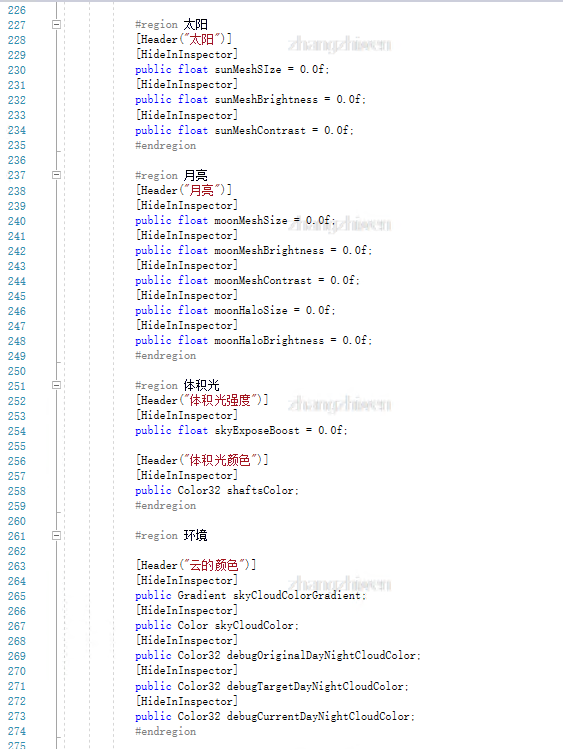 226
227 #region 太阳
228 [Header("太阳")]
229 [HideInInspector]
230 public float sunMeshSIze = 0.0f;
231 [HideInInspector]
232 public float sunMeshBrightness = 0.0f;
233 [HideInInspector]
234 public float sunMeshContrast = 0.0f;
235 #endregion
236
237 #region 月亮
238 [Header("月亮")]
239 [HideInInspector]
240 public float moonMeshSize = 0.0f;
241 [HideInInspector]
242 public float moonMeshBrightness = 0.0f;
243 [HideInInspector]
244 public float moonMeshContrast = 0.0f;
245 [HideInInspector]
246 public float moonHaloSize = 0.0f;
247 [HideInInspector]
248 public float moonHaloBrightness = 0.0f;
249 #endregion
250
251 #region 体积光
252 [Header("体积光强度")]
253 [HideInInspector]
254 public float skyExposeBoost = 0.0f;
255
256 [Header("体积光颜色")]
257 [HideInInspector]
258 public Color32 shaftsColor;
259 #endregion
260
261 #region 环境
262
263 [Header("云的颜色")]
264 [HideInInspector]
265 public Gradient skyCloudColorGradient;
266 [HideInInspector]
267 public Color skyCloudColor;
268 [HideInInspector]
269 public Color32 debugOriginalDayNightCloudColor;
270 [HideInInspector]
271 public Color32 debugTargetDayNightCloudColor;
272 [HideInInspector]
273 public Color32 debugCurrentDayNightCloudColor;
274 #endregion
275
zhangzhiwen
zhangzhiwen
zhangzhiwen
zhangzhiwen